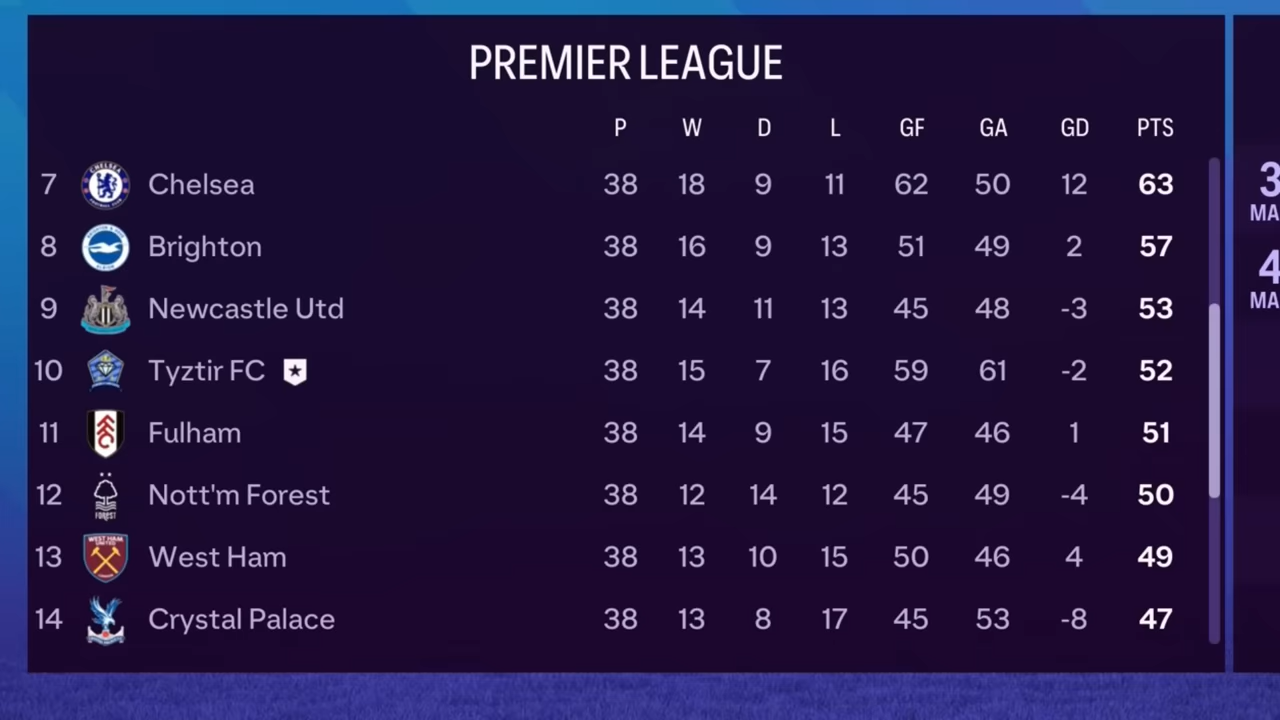 PREMIER LEAGUE
P W D L GF GA GD PTS
7 Chelsea 38 18 9 11 62 50 12 63
8 Brighton 38 16 9 13 51 49 2 57
9 Newcastle Utd 38 14 11 13 45 48 -3 53
10 Tyztir FC 38 15 7 16 59 61 -2 52
11 Fulham 38 14 9 15 47 46 1 51
12 Nott'm Forest 38 12 14 12 45 49 -4 50
13 West Ham 38 13 10 15 50 46 4 49
14 Crystal Palace 38 13 8 17 45 53 -8 47
3
MA
4
MA